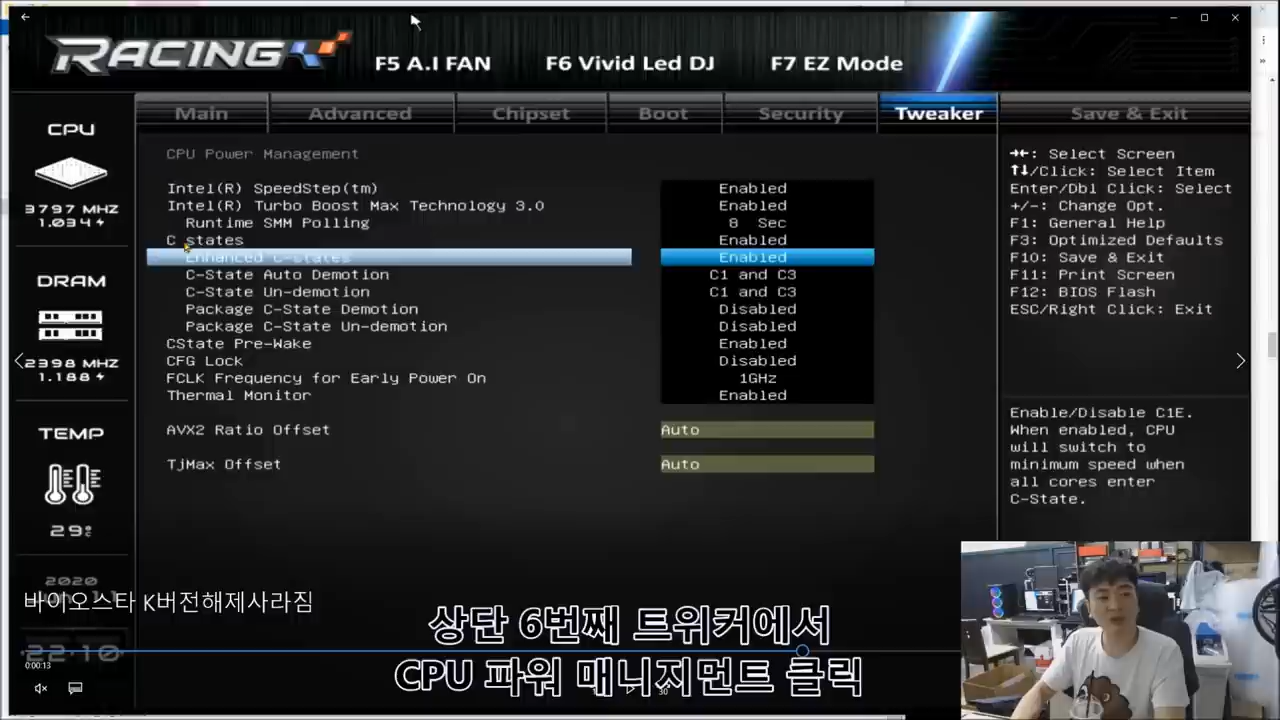 RACING
F5 A.I FAN
F6 Vivid Led DJ
F7 EZ Mode
Main
Advanced
Chipset
Boot
Security
Tweaker
Save & Exit
CPU
3797 MHZ
1.034
DRAM
2398 MHZ
1.188
TEMP
29°C
2020
22:10
CPU Power Management
Intel(R) SpeedStep(tm) Enabled
Intel(R) Turbo Boost Max Technology 3.0 Enabled
Runtime SMM Polling 8 Sec
C states Enabled
Enhanced C-states Enabled
C-State Auto Demotion C1 and C3
C-State Un-demotion C1 and C3
Package C-State Demotion Disabled
Package C-State Un-demotion Disabled
CState Pre-Wake Enabled
CFG Lock Disabled
FCLK Frequency for Early Power On 1GHz
Thermal Monitor Enabled
AVX2 Ratio Offset Auto
TjMax Offset Auto
→←: Select Screen
↑↓/Click: Select Item
Enter/Dbl Click: Select
+/-: Change Opt.
F1: General Help
F3: Optimized Defaults
F10: Save & Exit
F11: Print Screen
F12: BIOS Flash
ESC/Right Click: Exit
Enable/Disable C1E.
When enabled, CPU
will switch to
minimum speed when
all cores enter
C-State.
바이오스타 K버전해제사라짐
0:00:13
30
상단 6번째 트위커에서
CPU 파워 매니지먼트 클릭